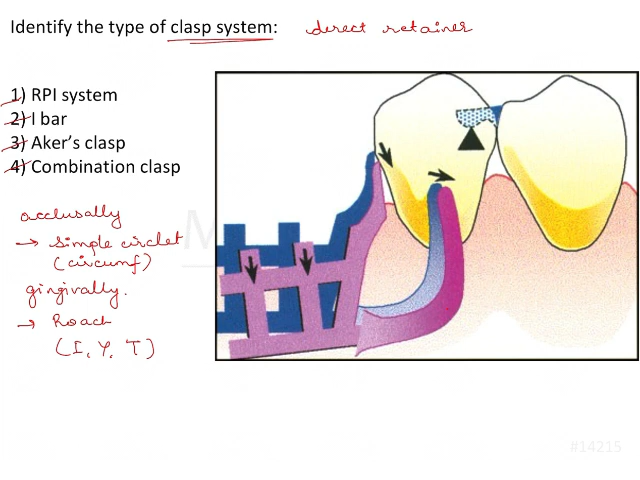 Identify the type of clasp system: direct retainer
1) RPI system
2) I bar
3) Aker's clasp
4) Combination clasp
occlusally
→ Simple circlet
(circumf)
gingivally.
→ Roach
(I, Y, T)
#14215